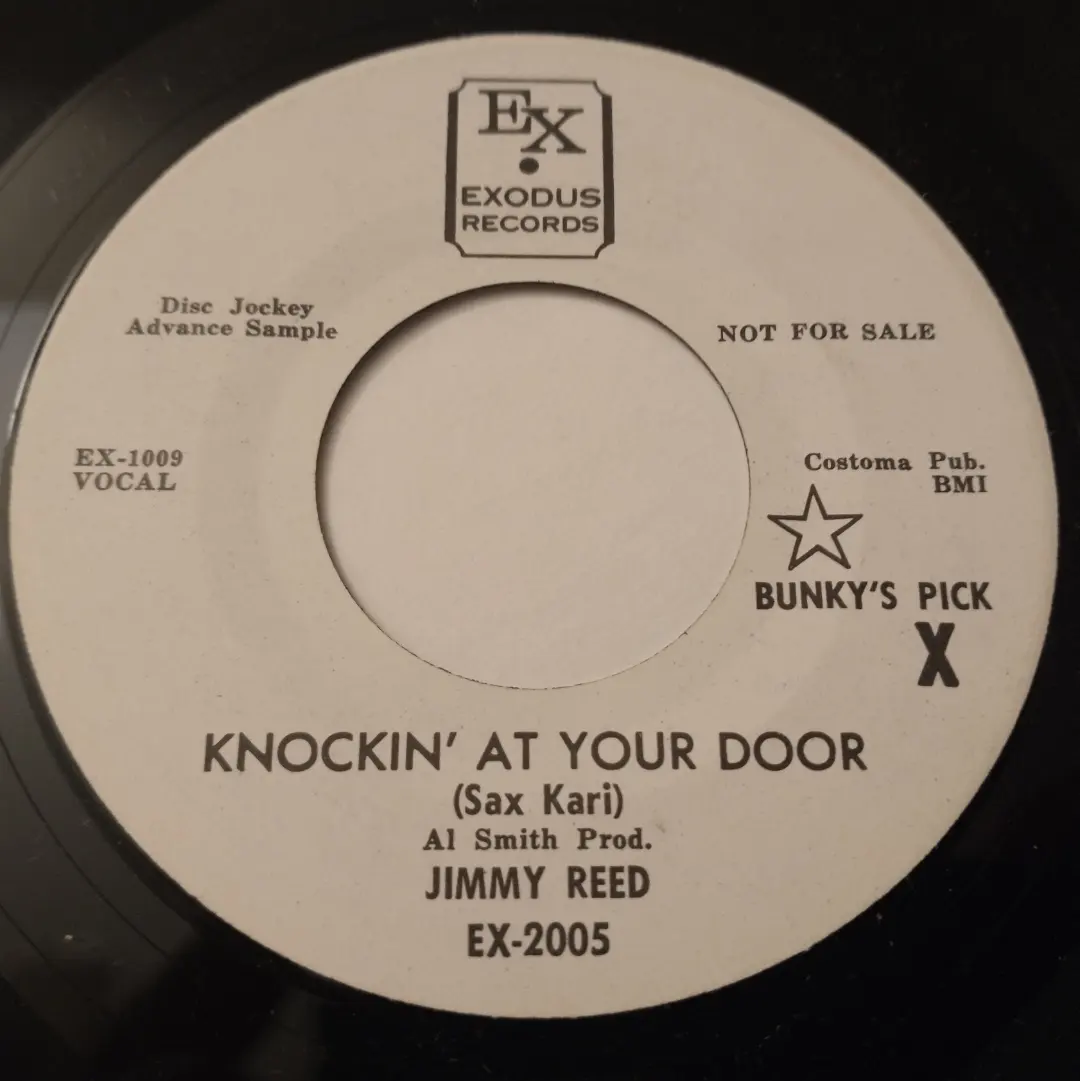 EX
EXODUS
RECORDS
Disc Jockey
Advance Sample
NOT FOR SALE
EX-1009
VOCAL
Costoma Pub.
BMI
BUNKY'S PICK
X
KNOCKIN' AT YOUR DOOR
(Sax Kari)
Al Smith Prod.
JIMMY REED
EX-2005